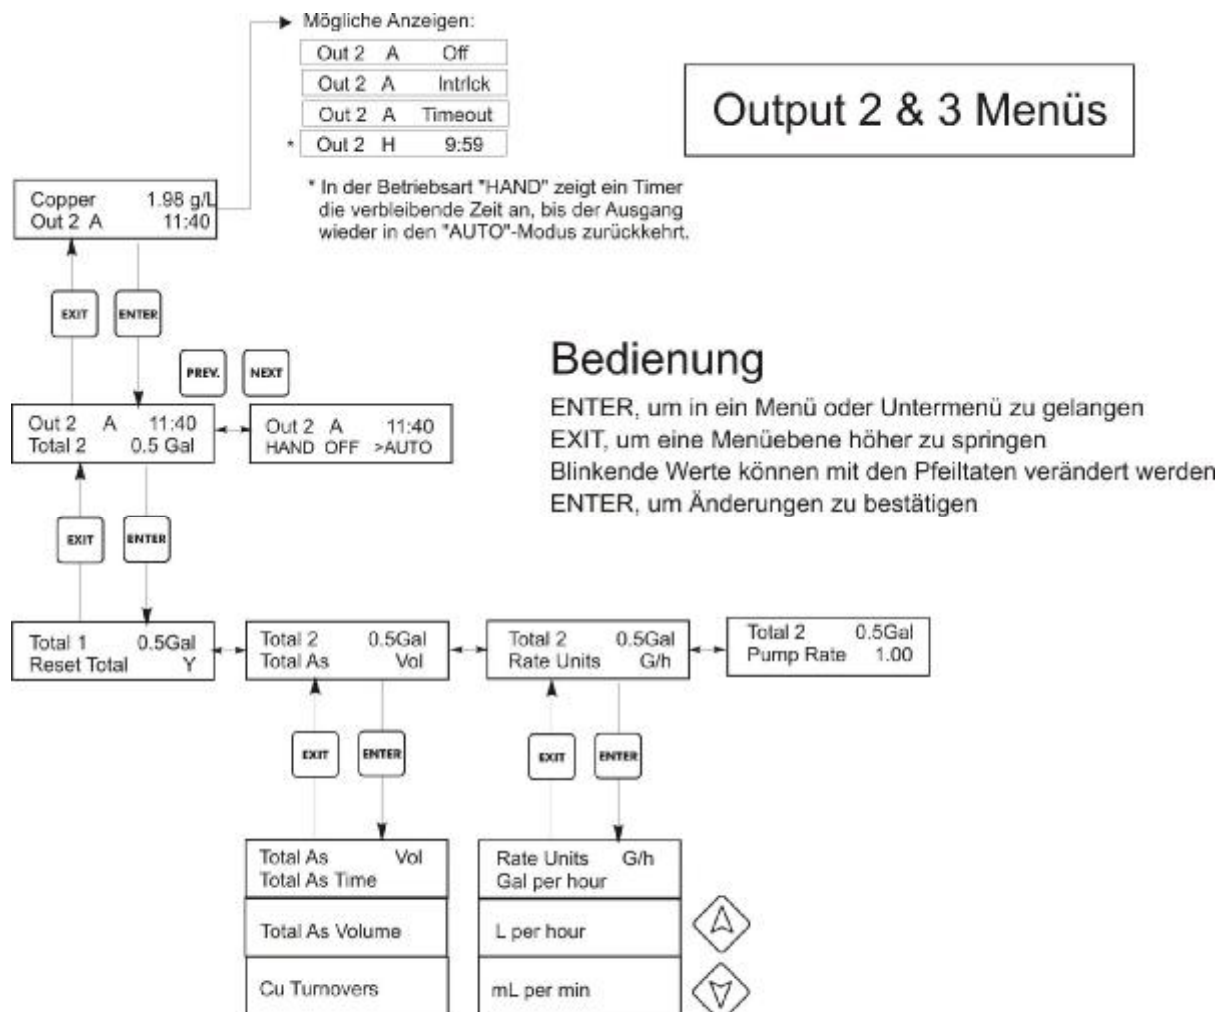 Mögliche Anzeigen:
Out 2 A Off
Out 2 A Intrlck
Out 2 A Timeout
* Out 2 H 9:59
Output 2 & 3 Menüs
* In der Betriebsart "HAND" zeigt ein Timer
die verbleibende Zeit an, bis der Ausgang
wieder in den "AUTO"-Modus zurückkehrt.
Copper 1.98 g/L
Out 2 A 11:40
EXIT ENTER
PREV. NEXT
Bedienung
ENTER, um in ein Menü oder Untermenü zu gelangen
EXIT, um eine Menüebene höher zu springen
Blinkende Werte können mit den Pfeiltaten verändert werden
ENTER, um Änderungen zu bestätigen
Out 2 A 11:40
Total 2 0.5 Gal
Out 2 A 11:40
HAND OFF >AUTO
EXIT ENTER
Total 1 0.5Gal
Reset Total Y
Total 2 0.5Gal
Total As Vol
Total 2 0.5Gal
Rate Units G/h
Total 2 0.5Gal
Pump Rate 1.00
EXIT ENTER
EXIT ENTER
Total As Vol
Total As Time
Total As Volume
Cu Turnovers
Rate Units G/h
Gal per hour
L per hour
mL per min